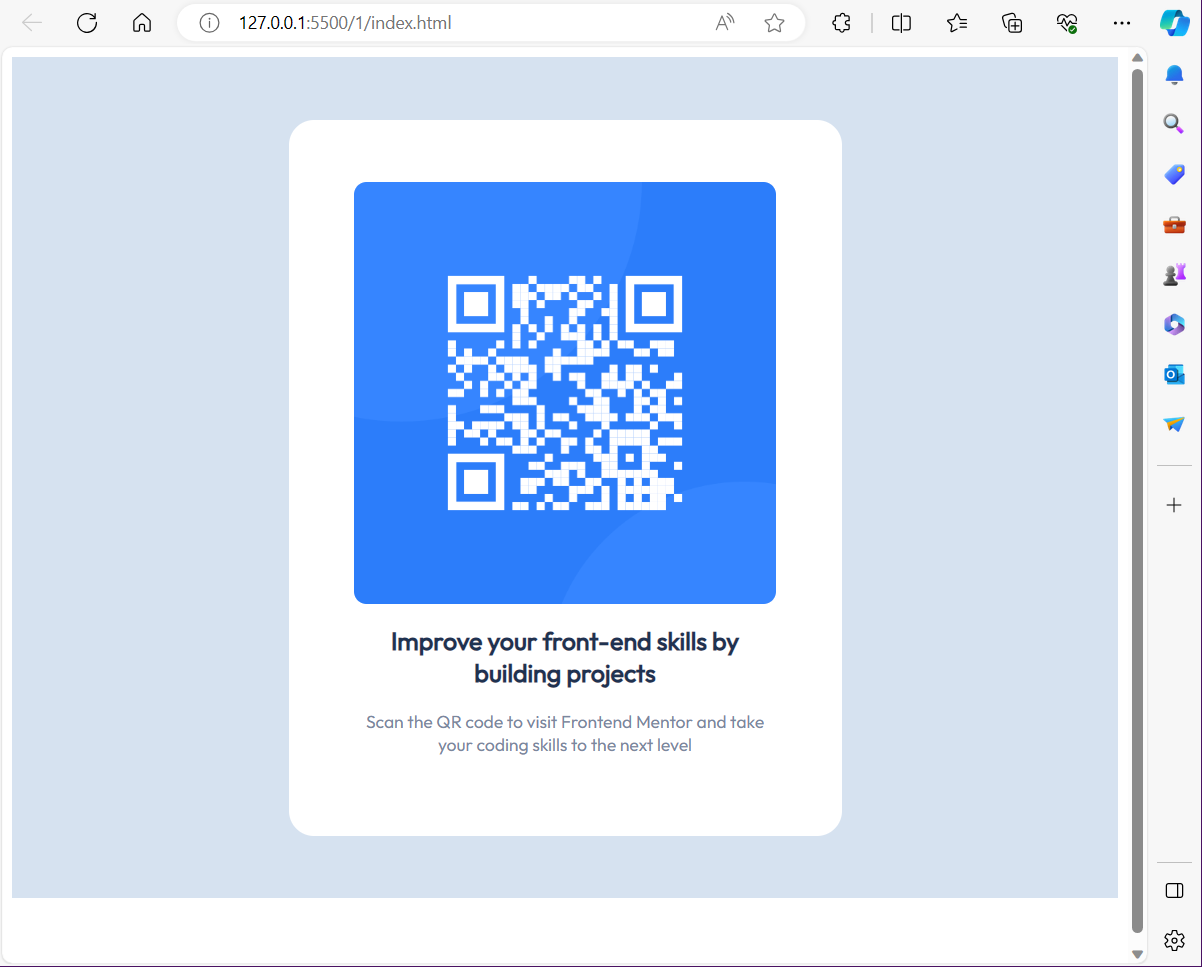 127.0.0.1:5500/1/index.html
Improve your front-end skills by
building projects
Scan the QR code to visit Frontend Mentor and take
your coding skills to the next level